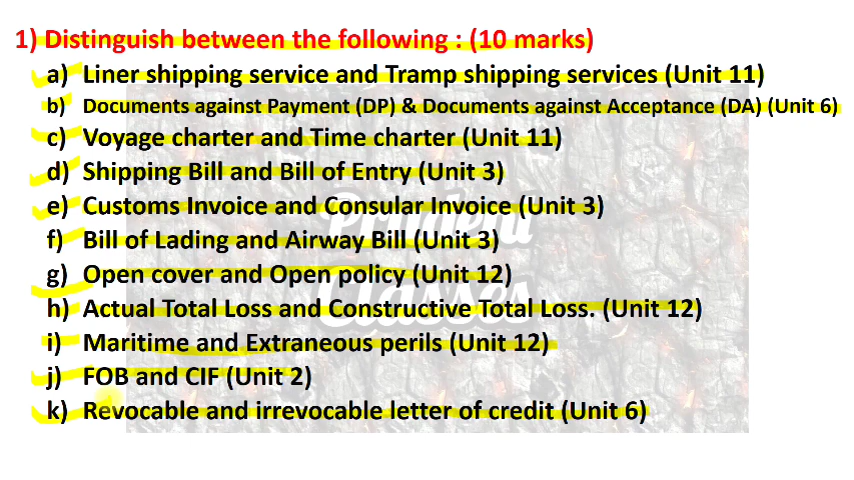 1) Distinguish between the following : (10 marks)
a) Liner shipping service and Tramp shipping services (Unit 11)
b) Documents against Payment (DP) & Documents against Acceptance (DA) (Unit 6)
c) Voyage charter and Time charter (Unit 11)
d) Shipping Bill and Bill of Entry (Unit 3)
e) Customs Invoice and Consular Invoice (Unit 3)
f) Bill of Lading and Airway Bill (Unit 3)
g) Open cover and Open policy (Unit 12)
h) Actual Total Loss and Constructive Total Loss. (Unit 12)
i) Maritime and Extraneous perils (Unit 12)
j) FOB and CIF (Unit 2)
k) Revocable and irrevocable letter of credit (Unit 6)